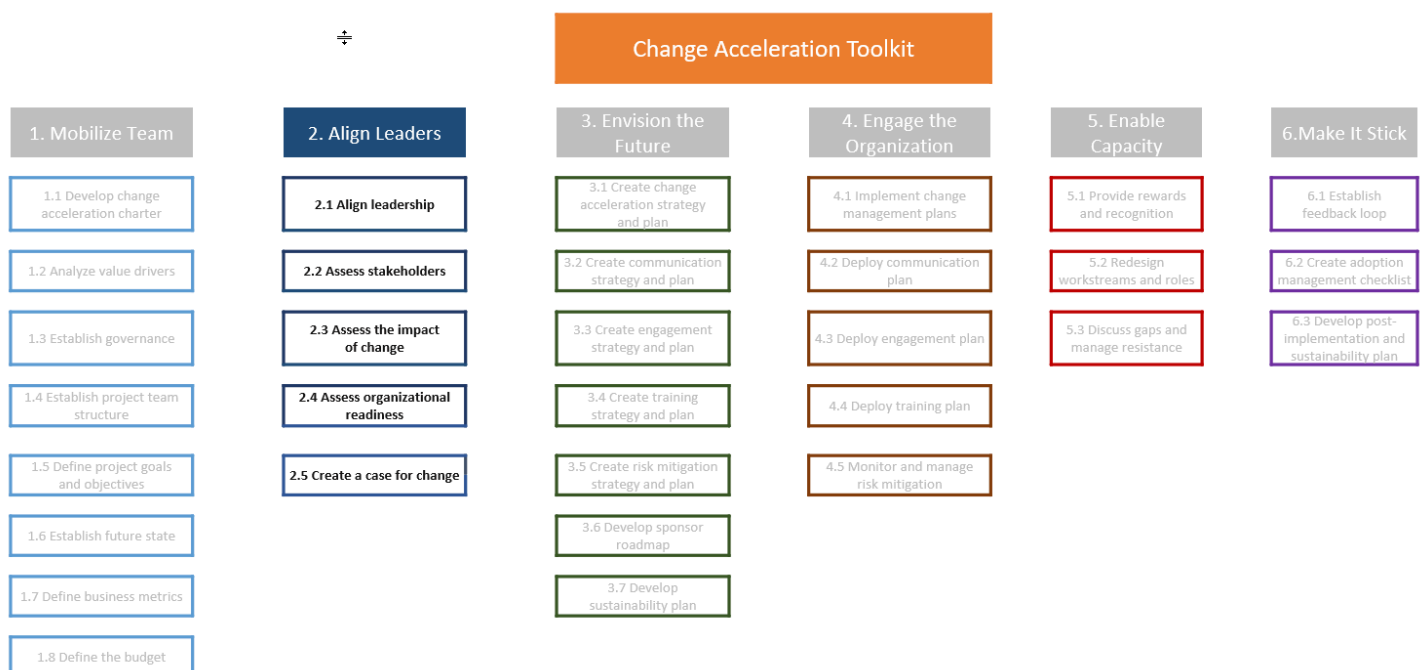 Change Acceleration Toolkit
1. Mobilize Team
1.1 Develop change
acceleration charter
1.2 Analyze value drivers
1.3 Establish governance
1.4 Establish project team
structure
1.5 Define project goals
and objectives
1.6 Establish future state
1.7 Define business metrics
1.8 Define the budget
2. Align Leaders
2.1 Align leadership
2.2 Assess stakeholders
2.3 Assess the impact
of change
2.4 Assess organizational
readiness
2.5 Create a case for change
3. Envision the
Future
3.1 Create change
acceleration strategy
and plan
3.2 Create communication
strategy and plan
3.3 Create engagement
strategy and plan
3.4 Create training
strategy and plan
3.5 Create risk mitigation
strategy and plan
3.6 Develop sponsor
roadmap
3.7 Develop
sustainability plan
4. Engage the
Organization
4.1 Implement change
management plans
4.2 Deploy communication
plan
4.3 Deploy engagement plan
4.4 Deploy training plan
4.5 Monitor and manage
risk mitigation
5. Enable
Capacity
5.1 Provide rewards
and recognition
5.2 Redesign
workstreams and roles
5.3 Discuss gaps and
manage resistance
6.Make It Stick
6.1 Establish
feedback loop
6.2 Create adoption
management checklist
6.3 Develop post-
implementation and
sustainability plan